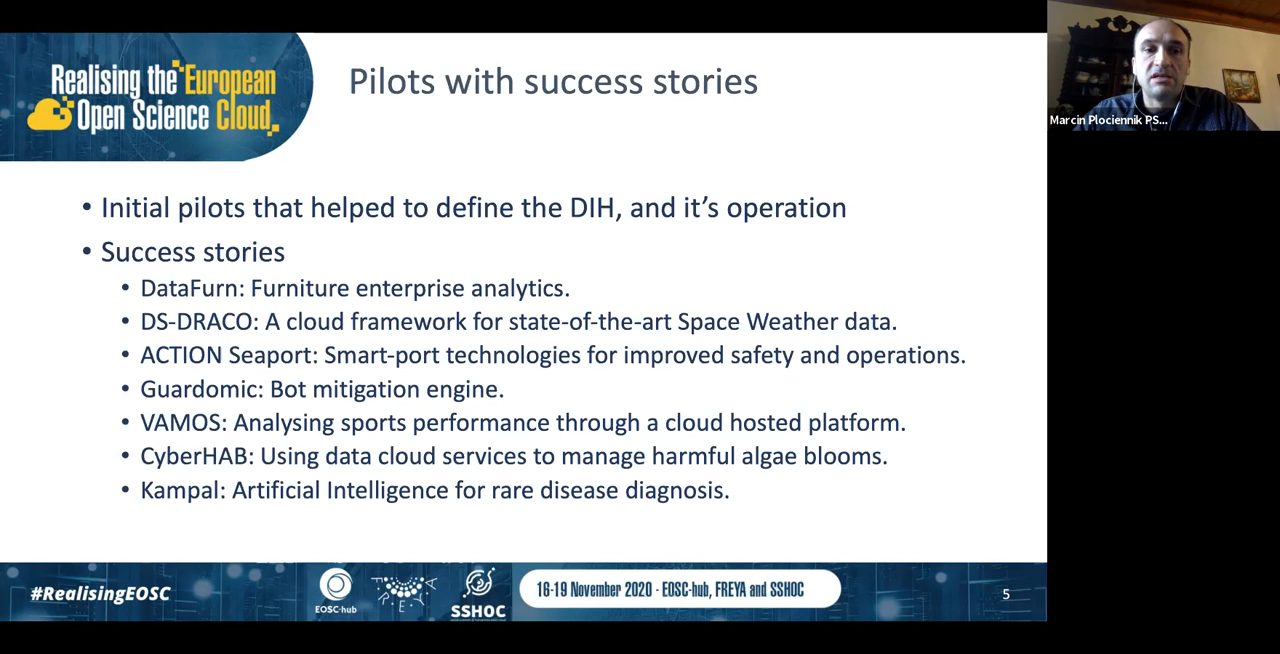 Realising the European
Open Science Cloud
Pilots with success stories
Marcin Plociennik PS...
• Initial pilots that helped to define the DIH, and it's operation
• Success stories
• DataFurn: Furniture enterprise analytics.
• DS-DRACO: A cloud framework for state-of-the-art Space Weather data.
• ACTION Seaport: Smart-port technologies for improved safety and operations.
• Guardomic: Bot mitigation engine.
• VAMOS: Analysing sports performance through a cloud hosted platform.
• CyberHAB: Using data cloud services to manage harmful algae blooms.
• Kampal: Artificial Intelligence for rare disease diagnosis.
#RealisingEOSC
EOSC-hub
FREYA
SSHOC
16-19 November 2020 - EOSC-hub, FREYA and SSHOC
5